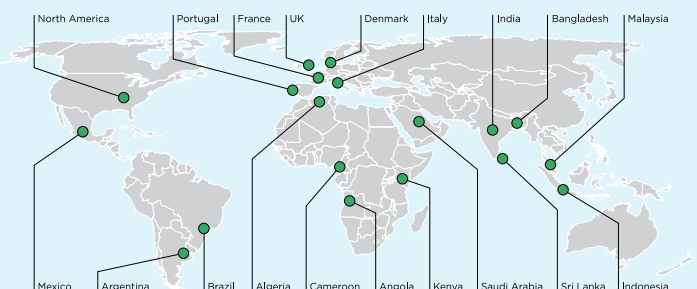 North America
Portugal
France
UK
Denmark
Italy
India
Bangladesh
Malaysia
Mexico
Argentina
Brazil
Algeria
Cameroon
Angola
Kenya
Saudi Arabia
Sri Lanka
Indonesia